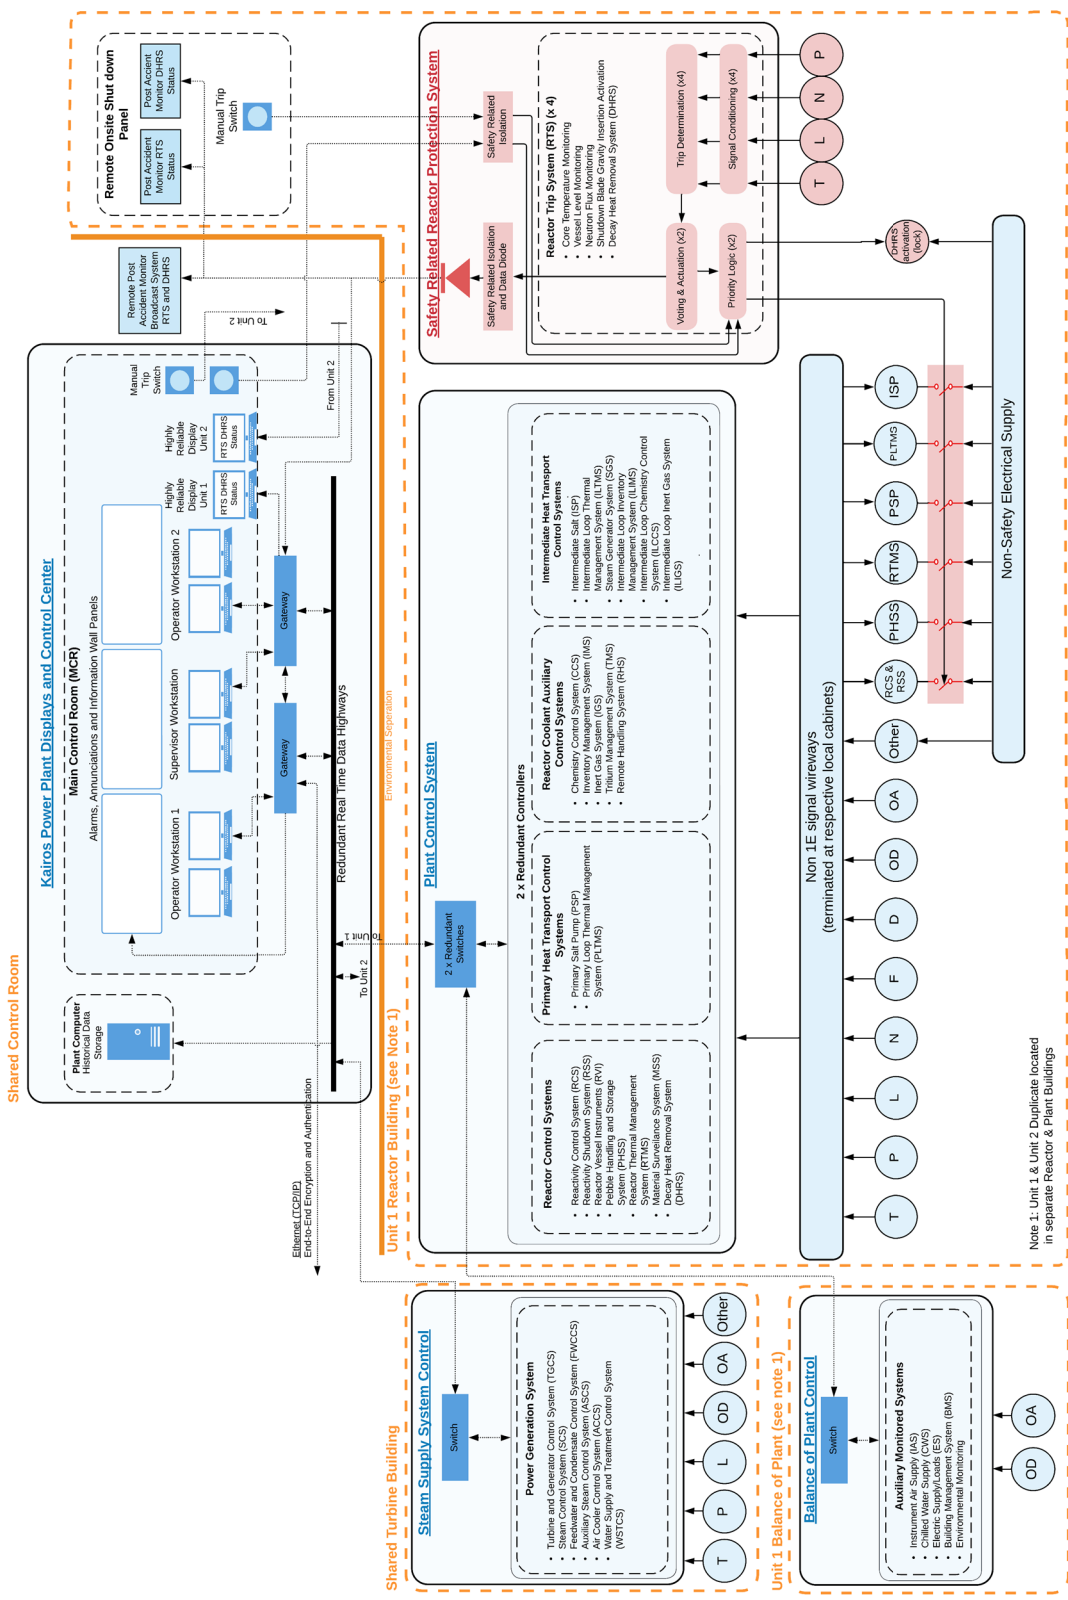 Shared Control Room
Kairos Power Plant Displays and Control Center
Main Control Room (MCR)
Alarms, Annunciations and Information Wall Panels
Plant Computer
Historical Data
Storage
Operator Workstation 1
Supervisor Workstation
Operator Workstation 2
Highly
Reliable
Display
Unit 1
RTS DHRS
Status
Highly
Reliable
Display
Unit 2
RTS DHRS
Status
Manual
Trip
Switch
Gateway
Gateway
Redundant Real Time Data Highways
To Unit 2
To Unit 1
From Unit 2
To Unit 2
Ethernet (TCP/IP)
End-to-End Encryption and Authentication
Environmental Seperation
Remote Post
Accident Monitor
Broadcast System
RTS and DHRS
Remote Onsite Shut down
Panel
Post Accient
Monitor RTS
Status
Post Accient
Monitor DHRS
Status
Manual Trip
Switch
Unit 1 Reactor Building (see Note 1)
Plant Control System
2 x Redundant
Switches
2 x Redundant Controllers
Reactor Control Systems
• Reactivity Control System (RCS)
• Reactivity Shutdown System (RSS)
• Reactor Vessel Instruments (RVI)
• Pebble Handling and Storage
System (PHSS)
• Reactor Thermal Management
System (RTMS)
• Material Surveillance System (MSS)
• Decay Heat Removal System
(DHRS)
Primary Heat Transport Control
Systems
• Primary Salt Pump (PSP)
• Primary Loop Thermal Management
System (PLTMS)
Reactor Coolant Auxiliary
Control Systems
• Chemistry Control System (CCS)
• Inventory Management System (IMS)
• Inert Gas System (IGS)
• Tritium Management System (TMS)
• Remote Handling System (RHS)
Intermediate Heat Transport
Control Systems
• Intermediate Salt (ISP)
• Intermediate Loop Thermal
Management System (ILTMS)
• Steam Generator System (SGS)
• Intermediate Loop Inventory
Management System (ILIMS)
• Intermediate Loop Chemistry Control
System (ILCCS)
• Intermediate Loop Inert Gas System
(ILIGS)
Safety Related Reactor Protection System
Safety Related Isolation
and Data Diode
Safety Related
Isolation
Reactor Trip System (RTS) (x 4)
• Core Temperature Monitoring
• Vessel Level Monitoring
• Neutron Flux Monitoring
• Shutdown Blade Gravity Insertion Activation
• Decay Heat Removal System (DHRS)
Voting & Actuation (x2)
Trip Determination (x4)
Priority Logic (x2)
Signal Conditioning (x4)
T
L
N
P
DHRS
activation
(lock)
Non 1E signal wireways
(terminated at respective local cabinets)
T
P
L
N
F
D
OD
OA
Other
RCS &
RSS
PHSS
RTMS
PSP
PLTMS
ISP
Non-Safety Electrical Supply
Note 1: Unit 1 & Unit 2 Duplicate located
in separate Reactor & Plant Buildings
Shared Turbine Building
Steam Supply System Control
Switch
Power Generation System
• Turbine and Generator Control System (TGCS)
• Steam Control System (SCS)
• Feedwater and Condensate Control System (FWCCS)
• Auxiliary Steam Control System (ASCS)
• Air Cooler Control System (ACCS)
• Water Supply and Treatment Control System
(WSTCS)
T
P
L
OD
OA
Other
Unit 1 Balance of Plant (see note 1)
Balance of Plant Control
Switch
Auxiliary Monitored Systems
• Instrument Air Supply (IAS)
• Chilled Water Supply (CWS)
• Electric Supply/Loads (ES)
• Building Management System (BMS)
• Environmental Monitoring
OD
OA